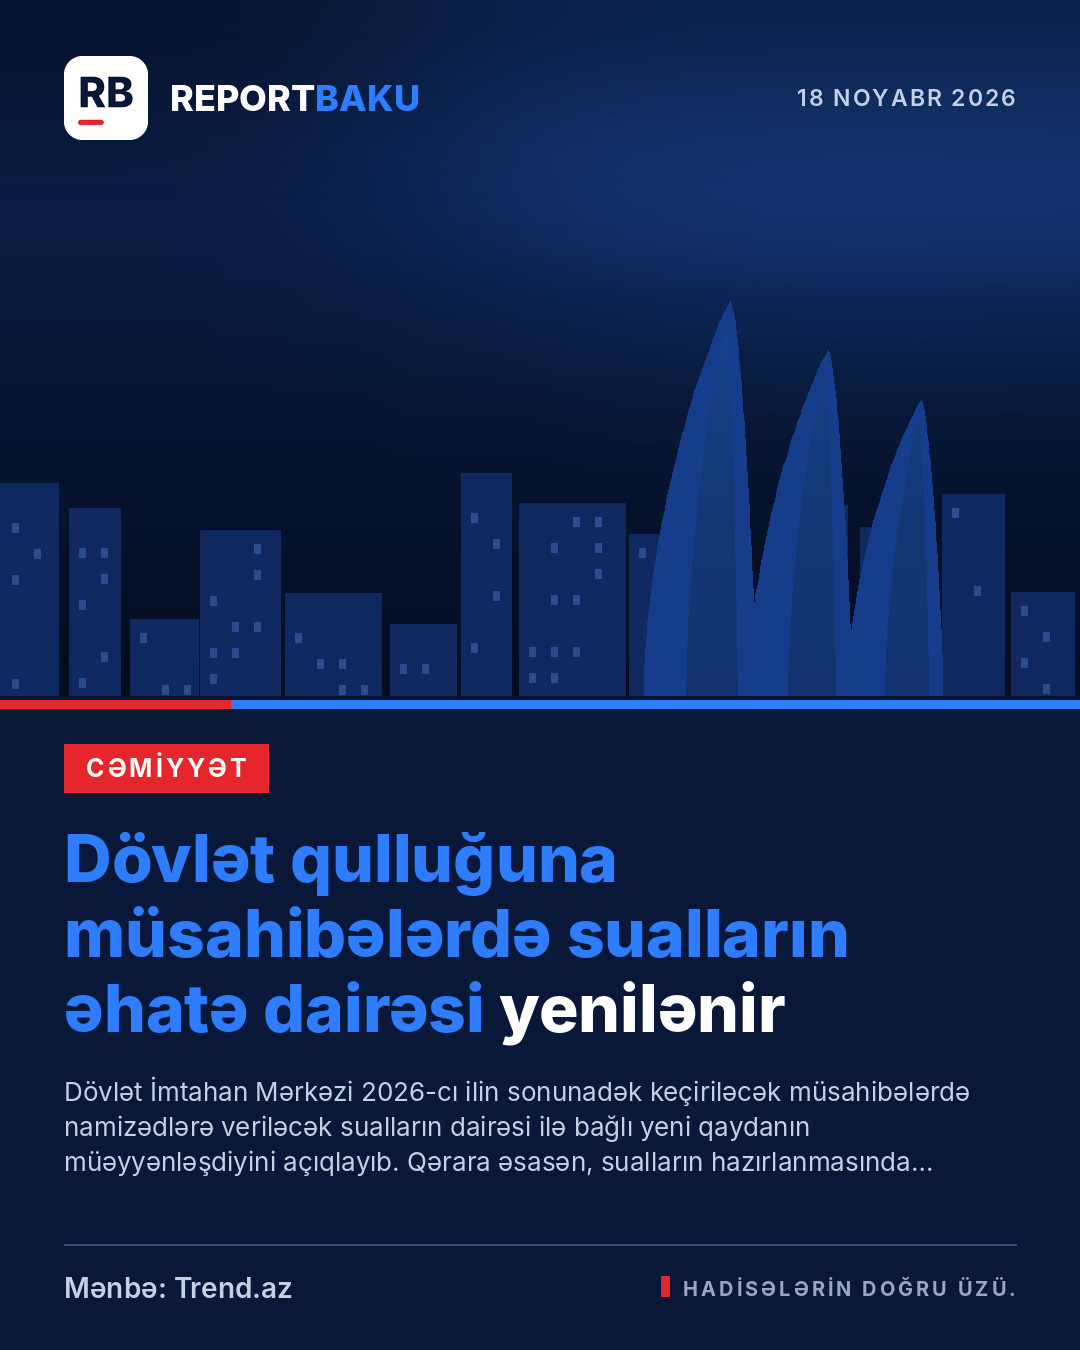 RB
REPORTBAKU
18 NOYABR 2026
CƏMİYYƏT
Dövlət qulluğuna
müsahibələrdə sualların
əhatə dairəsi yenilənir
Dövlət İmtahan Mərkəzi 2026-cı ilin sonunadək keçiriləcək müsahibələrdə
namizədlərə veriləcək sualların dairəsi ilə bağlı yeni qaydanın
müəyyənləşdiyini açıqlayıb. Qərara əsasən, sualların hazırlanmasında...
Mənbə: Trend.az
HADİSƏLƏRİN DOĞRU ÜZÜ.